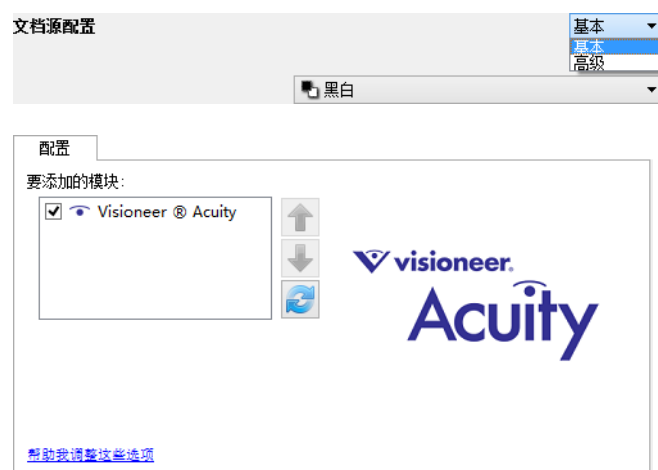 文档源配置
基本
基本
高级
黑白
配置
要添加的模块:
Visioneer ® Acuity
visioneer.
Acuity
帮助我调整这些选项